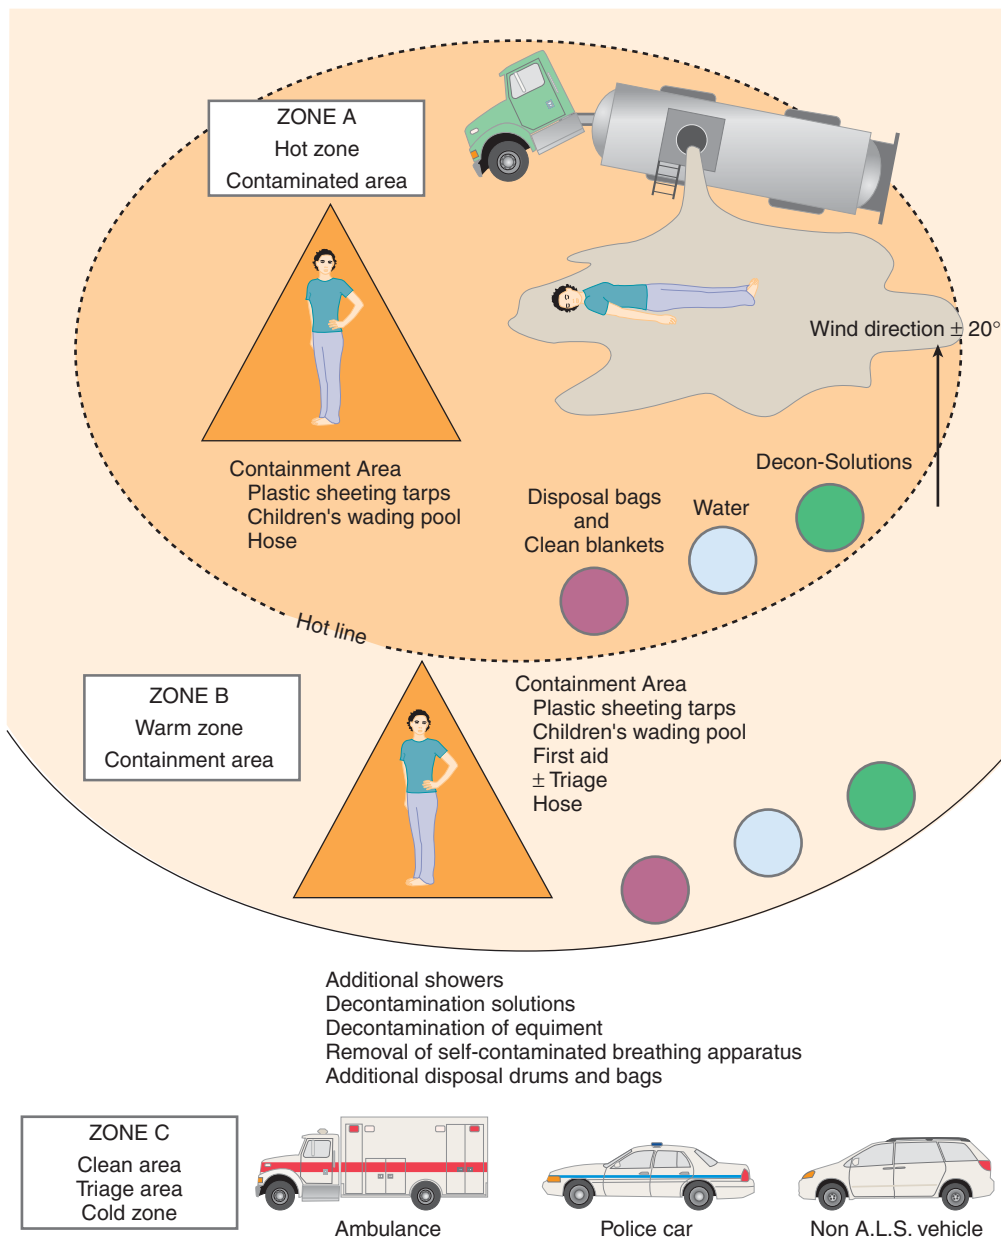 ZONE A
Hot zone
Contaminated area
Wind direction ± 20°
Containment Area
Plastic sheeting tarps
Children's wading pool
Hose
Disposal bags
and
Clean blankets
Water
Decon-Solutions
Hot line
ZONE B
Warm zone
Containment area
Containment Area
Plastic sheeting tarps
Children's wading pool
First aid
± Triage
Hose
Additional showers
Decontamination solutions
Decontamination of equiment
Removal of self-contaminated breathing apparatus
Additional disposal drums and bags
ZONE C
Clean area
Triage area
Cold zone
Ambulance
Police car
Non A.L.S. vehicle